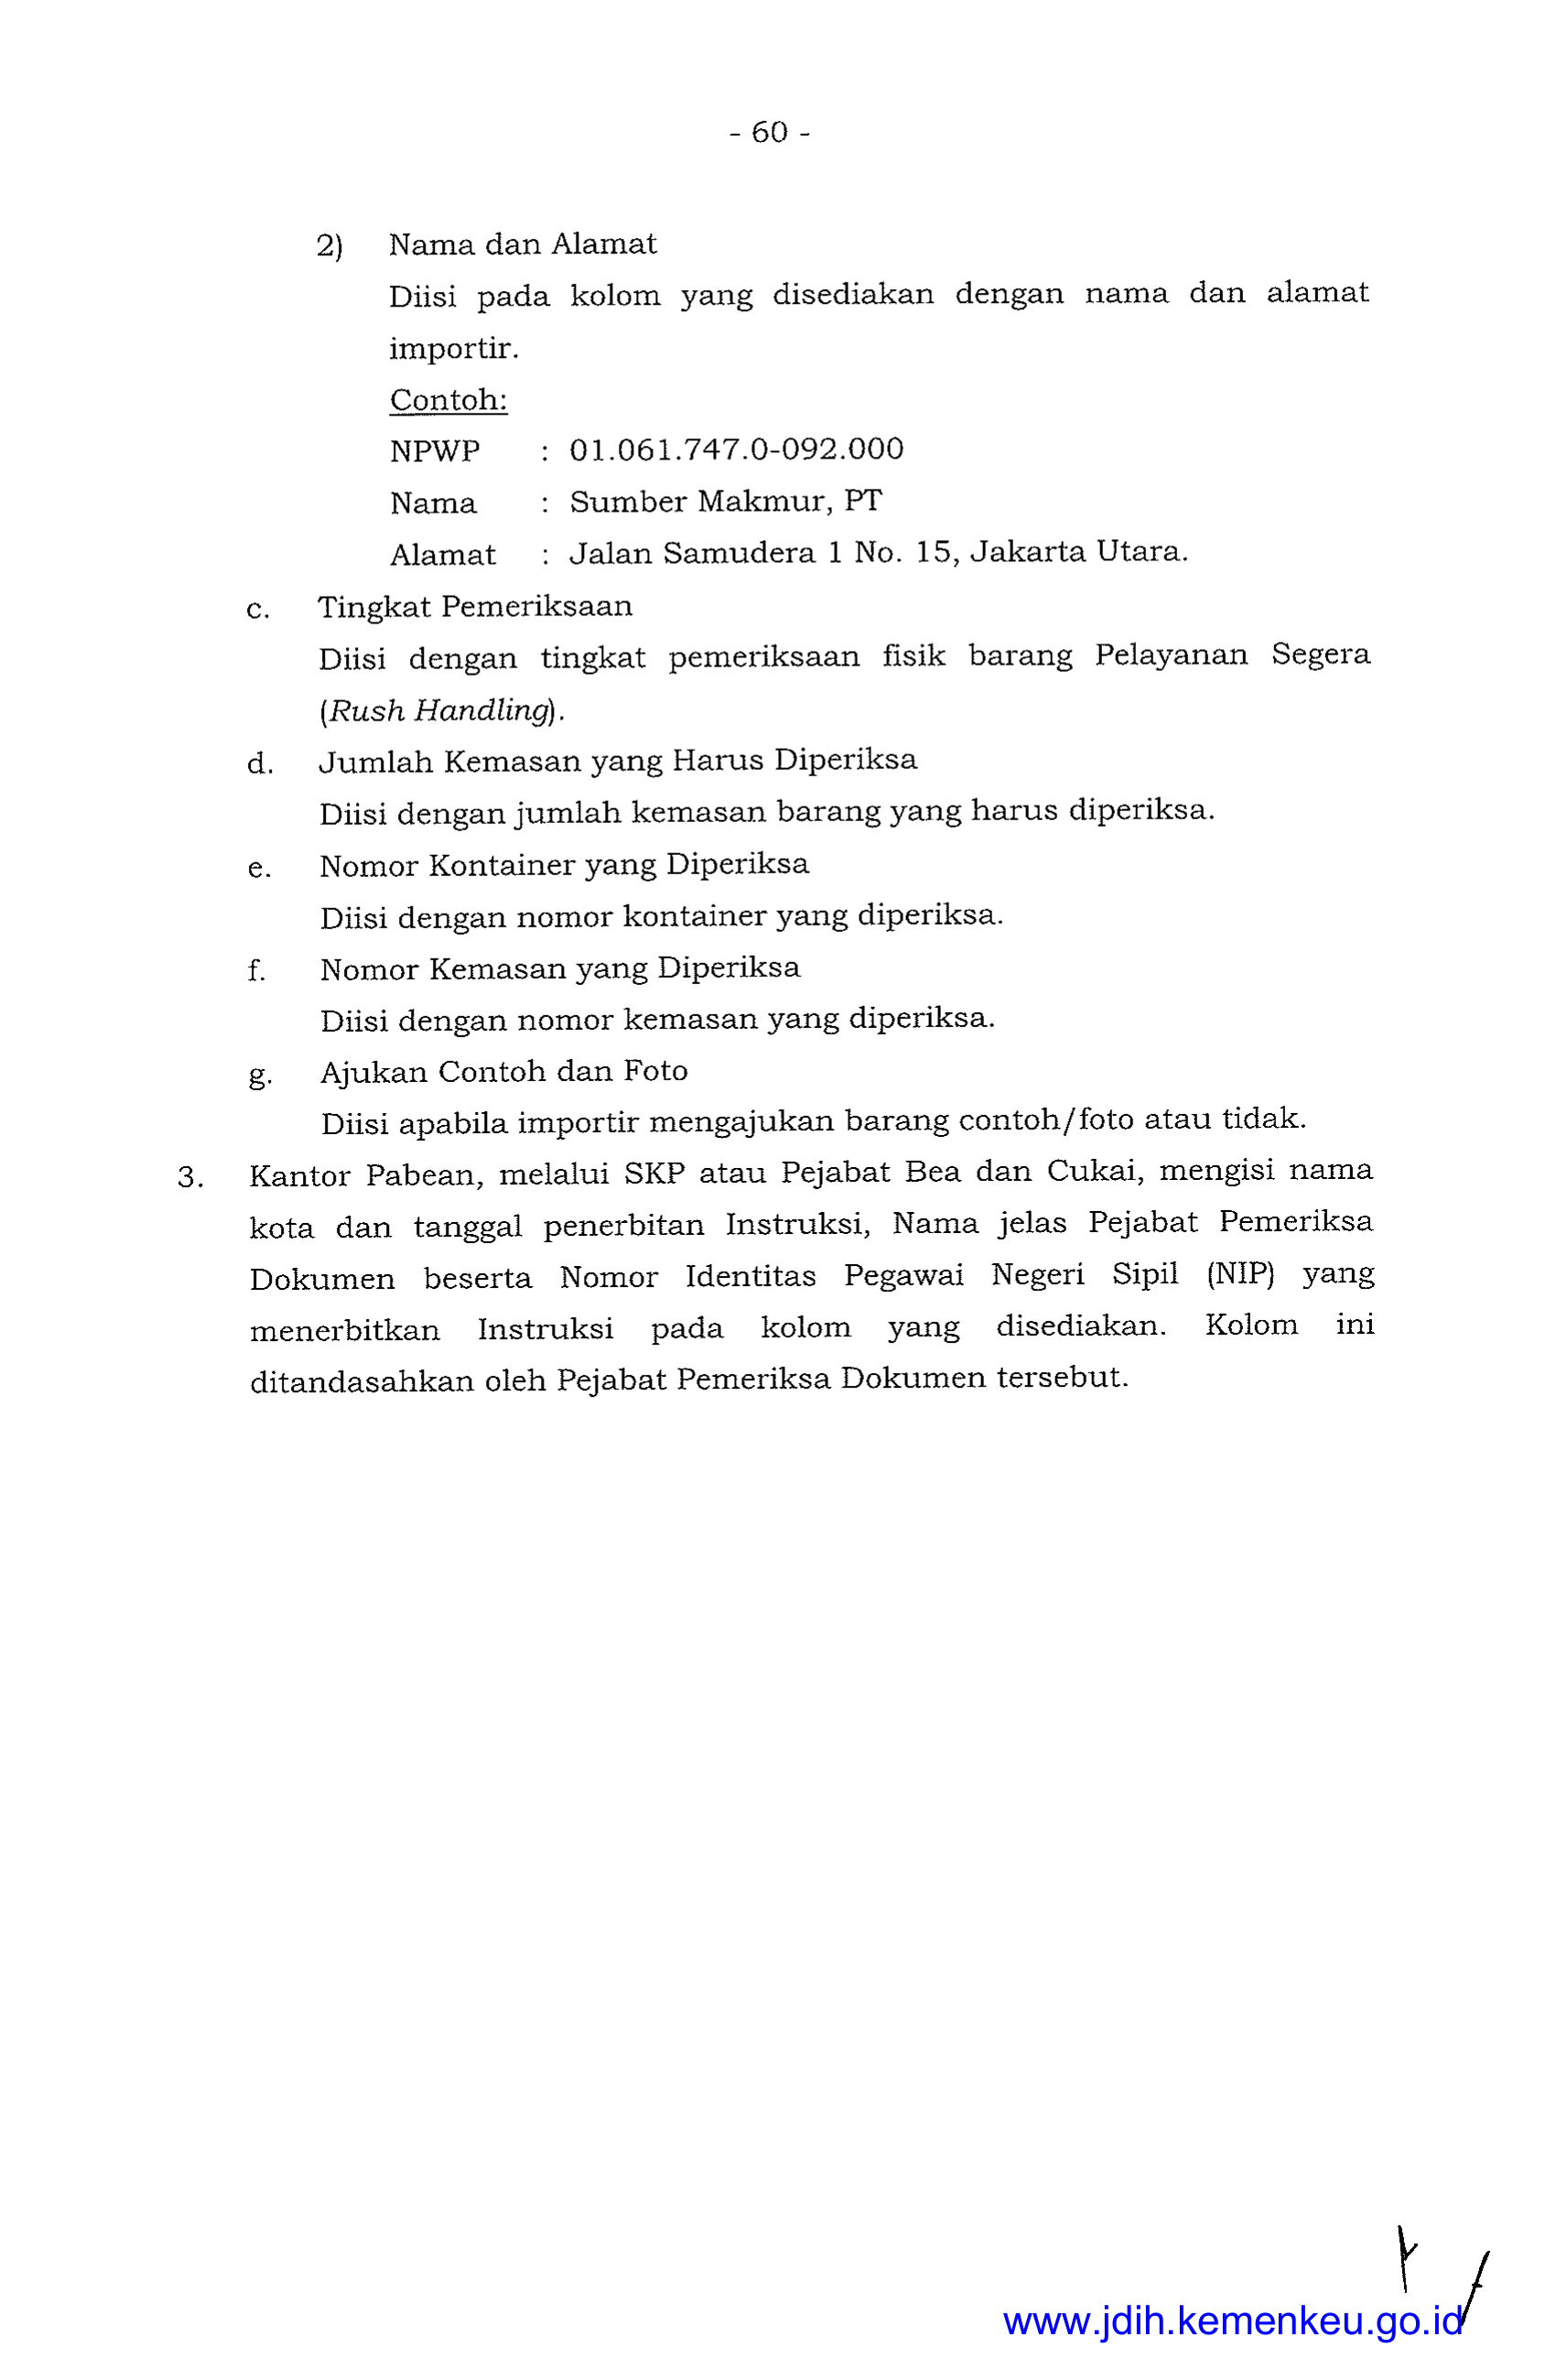 - 60 -
2) Nama dan Alamat
Diisi pada kolom yang disediakan dengan nama dan alamat
importir.
Contoh:
NPWP : 01.061.747.0-092.000
Nama : Sumber Makmur, PT
Alamat : Jalan Samudera 1 No. 15, Jakarta Utara.
c. Tingkat Pemeriksaan
Diisi dengan tingkat pemeriksaan fisik barang Pelayanan Segera
(Rush Handling).
d. Jumlah Kemasan yang Harus Diperiksa
Diisi dengan jumlah kemasan barang yang harus diperiksa.
e. Nomor Kontainer yang Diperiksa
Diisi dengan nomor kontainer yang diperiksa.
f. Nomor Kemasan yang Diperiksa
Diisi dengan nomor kemasan yang diperiksa.
g. Ajukan Contoh dan Foto
Diisi apabila importir mengajukan barang contoh/foto atau tidak.
3. Kantor Pabean, melalui SKP atau Pejabat Bea dan Cukai, mengisi nama
kota dan tanggal penerbitan Instruksi, Nama jelas Pejabat Pemeriksa
Dokumen beserta Nomor Identitas Pegawai Negeri Sipil (NIP) yang
menerbitkan Instruksi pada kolom yang disediakan. Kolom ini
ditandasahkan oleh Pejabat Pemeriksa Dokumen tersebut.
www.jdih.kemenkeu.go.id